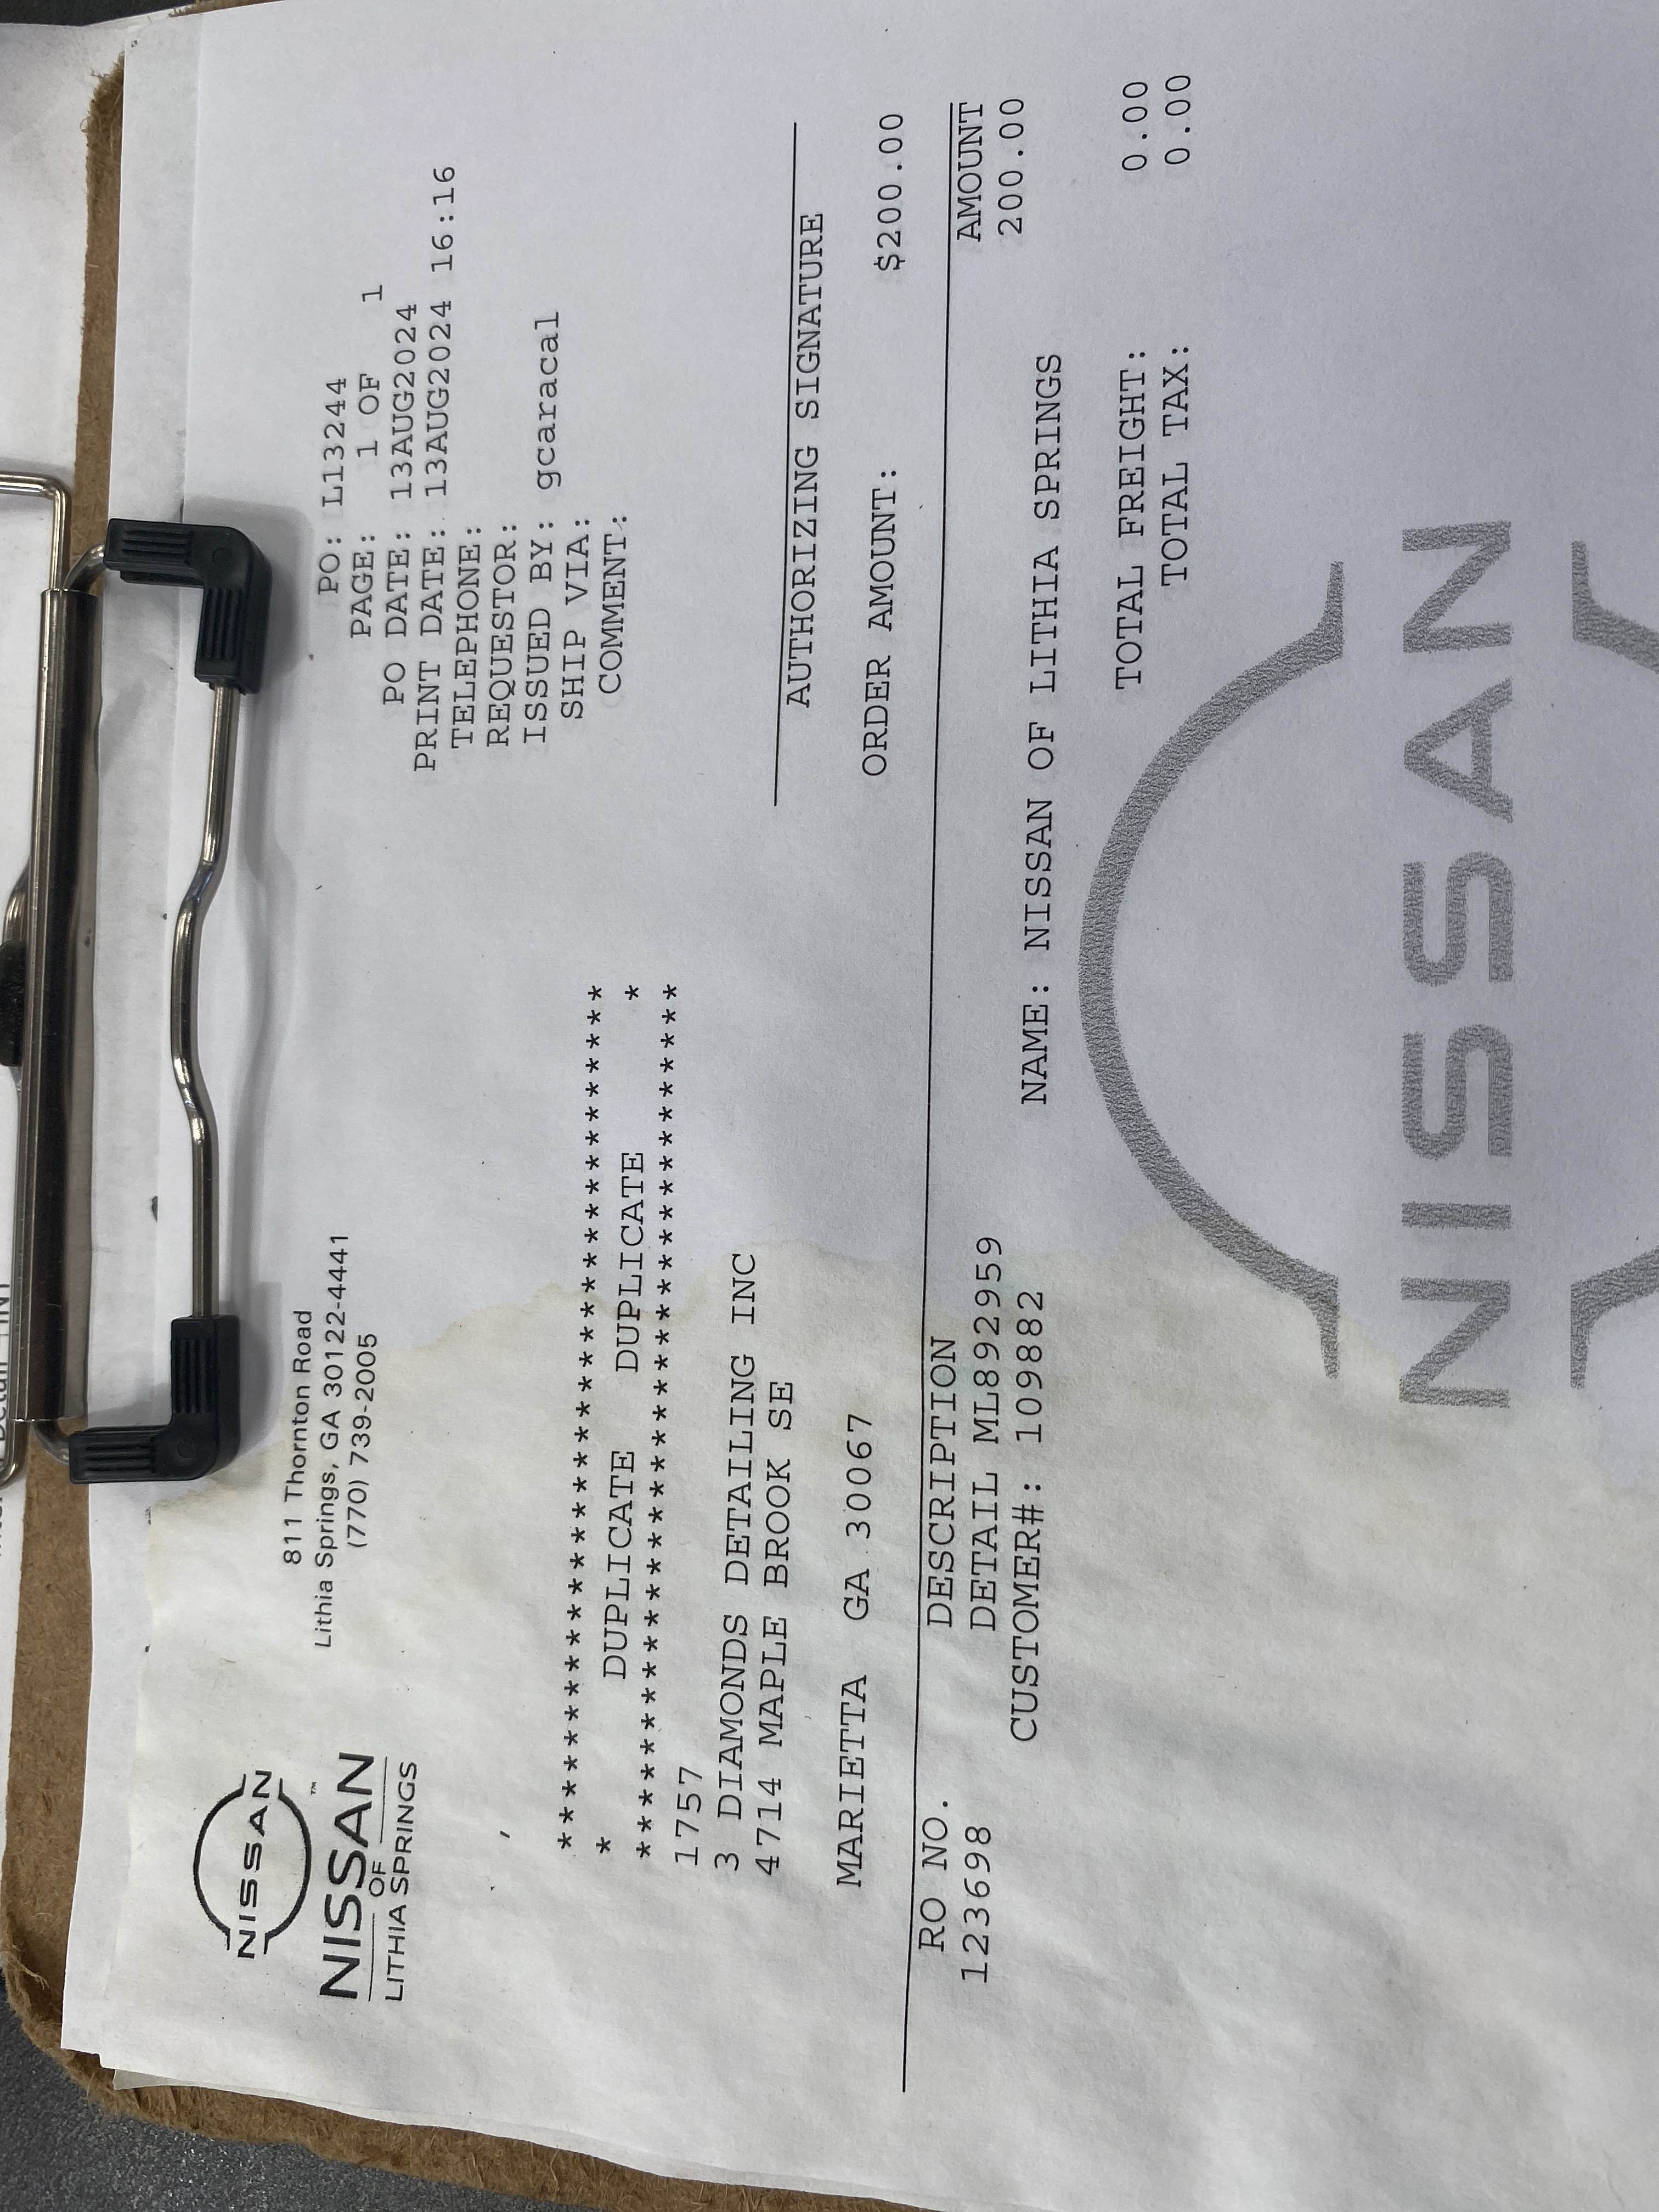 NISSAN
NISSAN
OF
LITHIA SPRINGS
™
811 Thornton Road
Lithia Springs, GA 30122-4441
(770) 739-2005
PO: L13244
PAGE: 1 OF 1
PO DATE: 13AUG2024
PRINT DATE: 13AUG2024 16:16
TELEPHONE:
REQUESTOR:
ISSUED BY: gcaracal
SHIP VIA:
COMMENT:
************************************
* DUPLICATE DUPLICATE *
************************************
1757
3 DIAMONDS DETAILING INC
4714 MAPLE BROOK SE
MARIETTA GA 30067
AUTHORIZING SIGNATURE
ORDER AMOUNT: $200.00
RO NO. DESCRIPTION AMOUNT
123698 DETAIL ML892959 200.00
CUSTOMER#: 109882 NAME: NISSAN OF LITHIA SPRINGS
TOTAL FREIGHT: 0.00
TOTAL TAX: 0.00
NISSAN